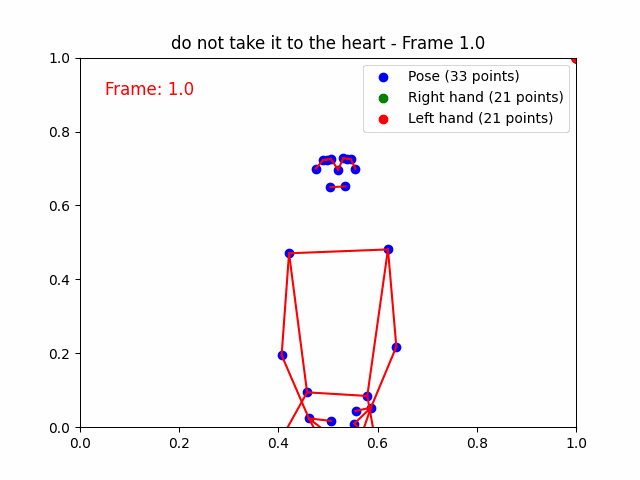 do not take it to the heart - Frame 1.0
Frame: 1.0
Pose (33 points)
Right hand (21 points)
Left hand (21 points)
1.0
0.8
0.6
0.4
0.2
0.0
0.0 0.2 0.4 0.6 0.8 1.0